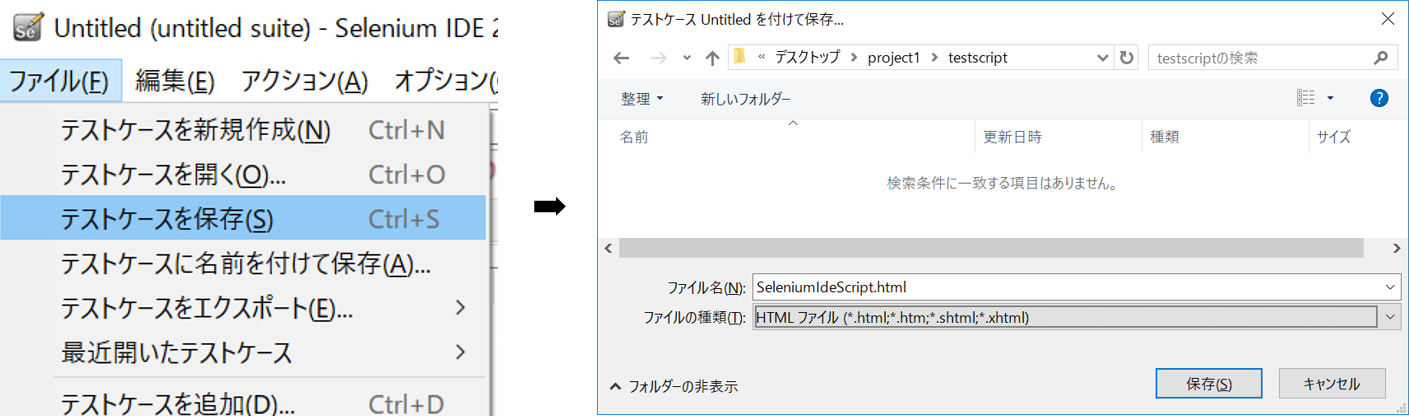 Untitled (untitled suite) - Selenium IDE 2
ファイル(F) 編集(E) アクション(A) オプション(
テストケースを新規作成(N) Ctrl+N
テストケースを開く(O)... Ctrl+O
テストケースを保存(S) Ctrl+S
テストケースに名前を付けて保存(A)...
テストケースをエクスポート(E)...
最近開いたテストケース
テストケースを追加(D)... Ctrl+D
テストケース Untitled を付けて保存...
« デスクトップ > project1 > testscript
testscriptの検索
整理 新しいフォルダー
名前 更新日時 種類 サイズ
検索条件に一致する項目はありません。
ファイル名(N): SeleniumIdeScript.html
ファイルの種類(T): HTML ファイル (*.html;*.htm;*.shtml;*.xhtml)
フォルダーの非表示
保存(S) キャンセル